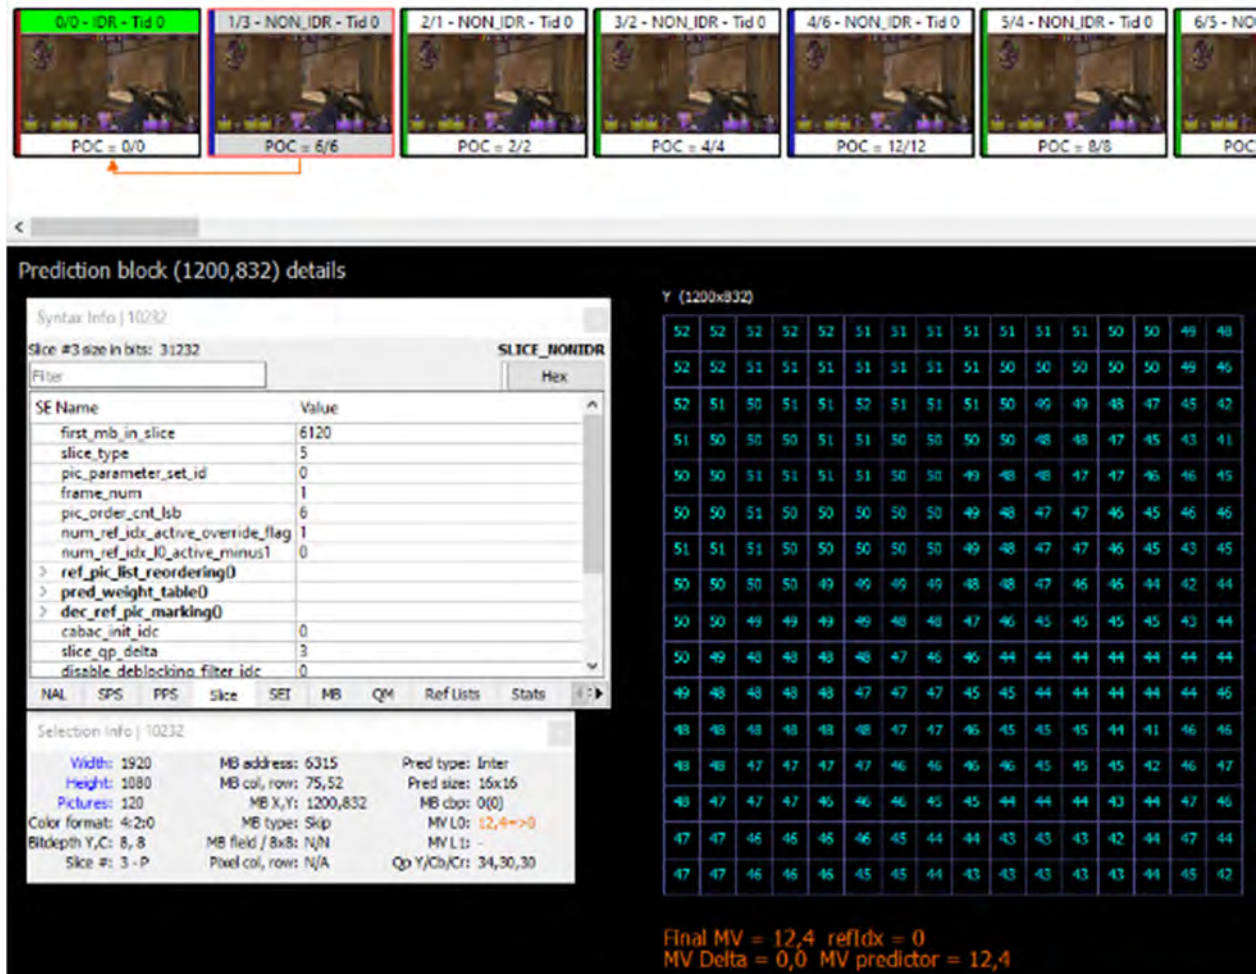 0/0 - IDR - Tid 0
1/3 - NON_IDR - Tid 0
2/1 - NON_IDR - Tid 0
3/2 - NON_IDR - Tid 0
4/6 - NON_IDR - Tid 0
5/4 - NON_IDR - Tid 0
6/5 - NON
POC = 0/0
POC = 6/6
POC = 2/2
POC = 4/4
POC = 12/12
POC = 8/8
POC
Prediction block (1200,832) details
Syntax Info | 10232
Slice #3 size in bits: 31232 SLICE_NONIDR
Filter Hex
SE Name Value
first_mb_in_slice 6120
slice_type 5
pic_parameter_set_id 0
frame_num 1
pic_order_cnt_lsb 6
num_ref_idx_active_override_flag 1
num_ref_idx_l0_active_minus1 0
> ref_pic_list_reordering()
> pred_weight_table()
> dec_ref_pic_marking()
cabac_init_idc 0
slice_qp_delta 3
disable_deblocking_filter_idc 0
NAL SPS PPS Slice SEI MB QM Ref Lists Stats
Selection Info | 10232
Width: 1920 MB address: 6315 Pred type: Inter
Height: 1080 MB col, row: 75,52 Pred size: 16x16
Pictures: 120 MB X,Y: 1200,832 MB cbp: 0(0)
Color format: 4:2:0 MB type: Skip MV L0: 12,4=>0
Bitdepth Y,C: 8, 8 MB field / 8x8: N/N MV L1: -
Slice #: 3 - P Pixel col, row: N/A Qp Y/Cb/Cr: 34,30,30
Y (1200x832)
52 52 52 52 52 51 51 51 51 51 51 51 50 50 49 48
52 52 51 51 51 51 51 51 51 50 50 50 50 50 49 46
52 51 50 51 51 52 51 51 51 50 49 49 48 47 45 42
51 50 50 50 50 51 50 50 50 50 48 48 47 45 43 41
50 50 51 51 51 51 50 50 49 48 48 47 47 46 46 45
50 50 51 50 50 50 50 50 49 48 47 47 46 45 46 46
51 51 51 50 50 50 50 50 49 48 47 47 46 45 43 45
50 50 50 50 49 49 49 49 48 48 47 46 46 44 42 44
50 50 49 49 49 49 48 48 47 46 45 45 45 45 43 44
50 49 48 48 48 48 47 46 46 44 44 44 44 44 44 44
49 48 48 48 48 47 47 47 45 45 44 44 44 44 44 46
48 48 48 48 48 48 47 47 46 45 45 45 44 41 46 46
48 48 47 47 47 47 46 46 46 46 45 45 45 42 46 47
48 47 47 47 46 46 46 45 45 44 44 44 43 44 47 46
47 47 46 46 46 45 45 44 44 43 43 43 42 44 47 44
47 47 46 46 46 45 45 44 43 43 43 43 43 44 45 42
Final MV = 12,4 refIdx = 0
MV Delta = 0,0 MV predictor = 12,4